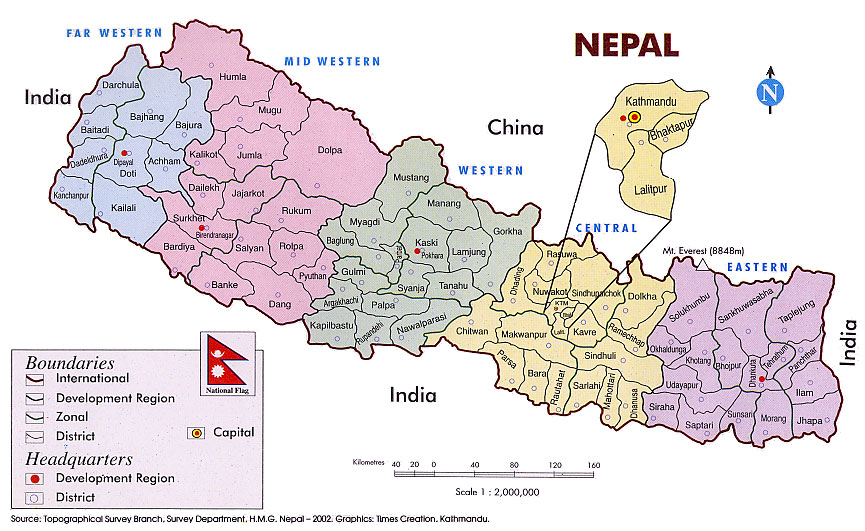 NEPAL
FAR WESTERN
MID WESTERN
WESTERN
CENTRAL
EASTERN
India
China
India
India
N
Mt. Everest (8848m)
Darchula
Baitadi
Bajhang
Bajura
Dadeldhura
Dipayal
Doti
Achham
Kanchanpur
Kailali
Humla
Mugu
Dolpa
Kalikot
Jumla
Dailekh
Jajarkot
Rukum
Surkhet
Birendranagar
Salyan
Rolpa
Bardiya
Pyuthan
Banke
Dang
Mustang
Manang
Myagdi
Gorkha
Baglung
Parbat
Kaski
Pokhara
Lamjung
Gulmi
Syanja
Tanahu
Argakhachi
Palpa
Kapilbastu
Rupandehi
Nawalparasi
Rasuwa
Dhading
Nuwakot
Sindhupalchok
Dolkha
KTM
Bkt.
Lalit.
Kavre
Ramechhap
Chitwan
Makwanpur
Sindhuli
Parsa
Bara
Rautahat
Sarlahi
Mahottari
Dhanusa
Kathmandu
Bhaktapur
Lalitpur
Solukhumbu
Sankhuwasabha
Taplejung
Okhaldunga
Khotang
Bhojpur
Dhankuta
Tehrathum
Panchthar
Udayapur
Ilam
Siraha
Saptari
Sunsari
Morang
Jhapa
Boundaries
International
Development Region
Zonal
District
National Flag
Capital
Headquarters
Development Region
District
Kilometres
40 20 0 40 80 120 160
Scale 1 : 2,000,000
Source: Topographical Survey Branch, Survey Department, H.M.G. Nepal – 2002. Graphics: Times Creation, Kathmandu.